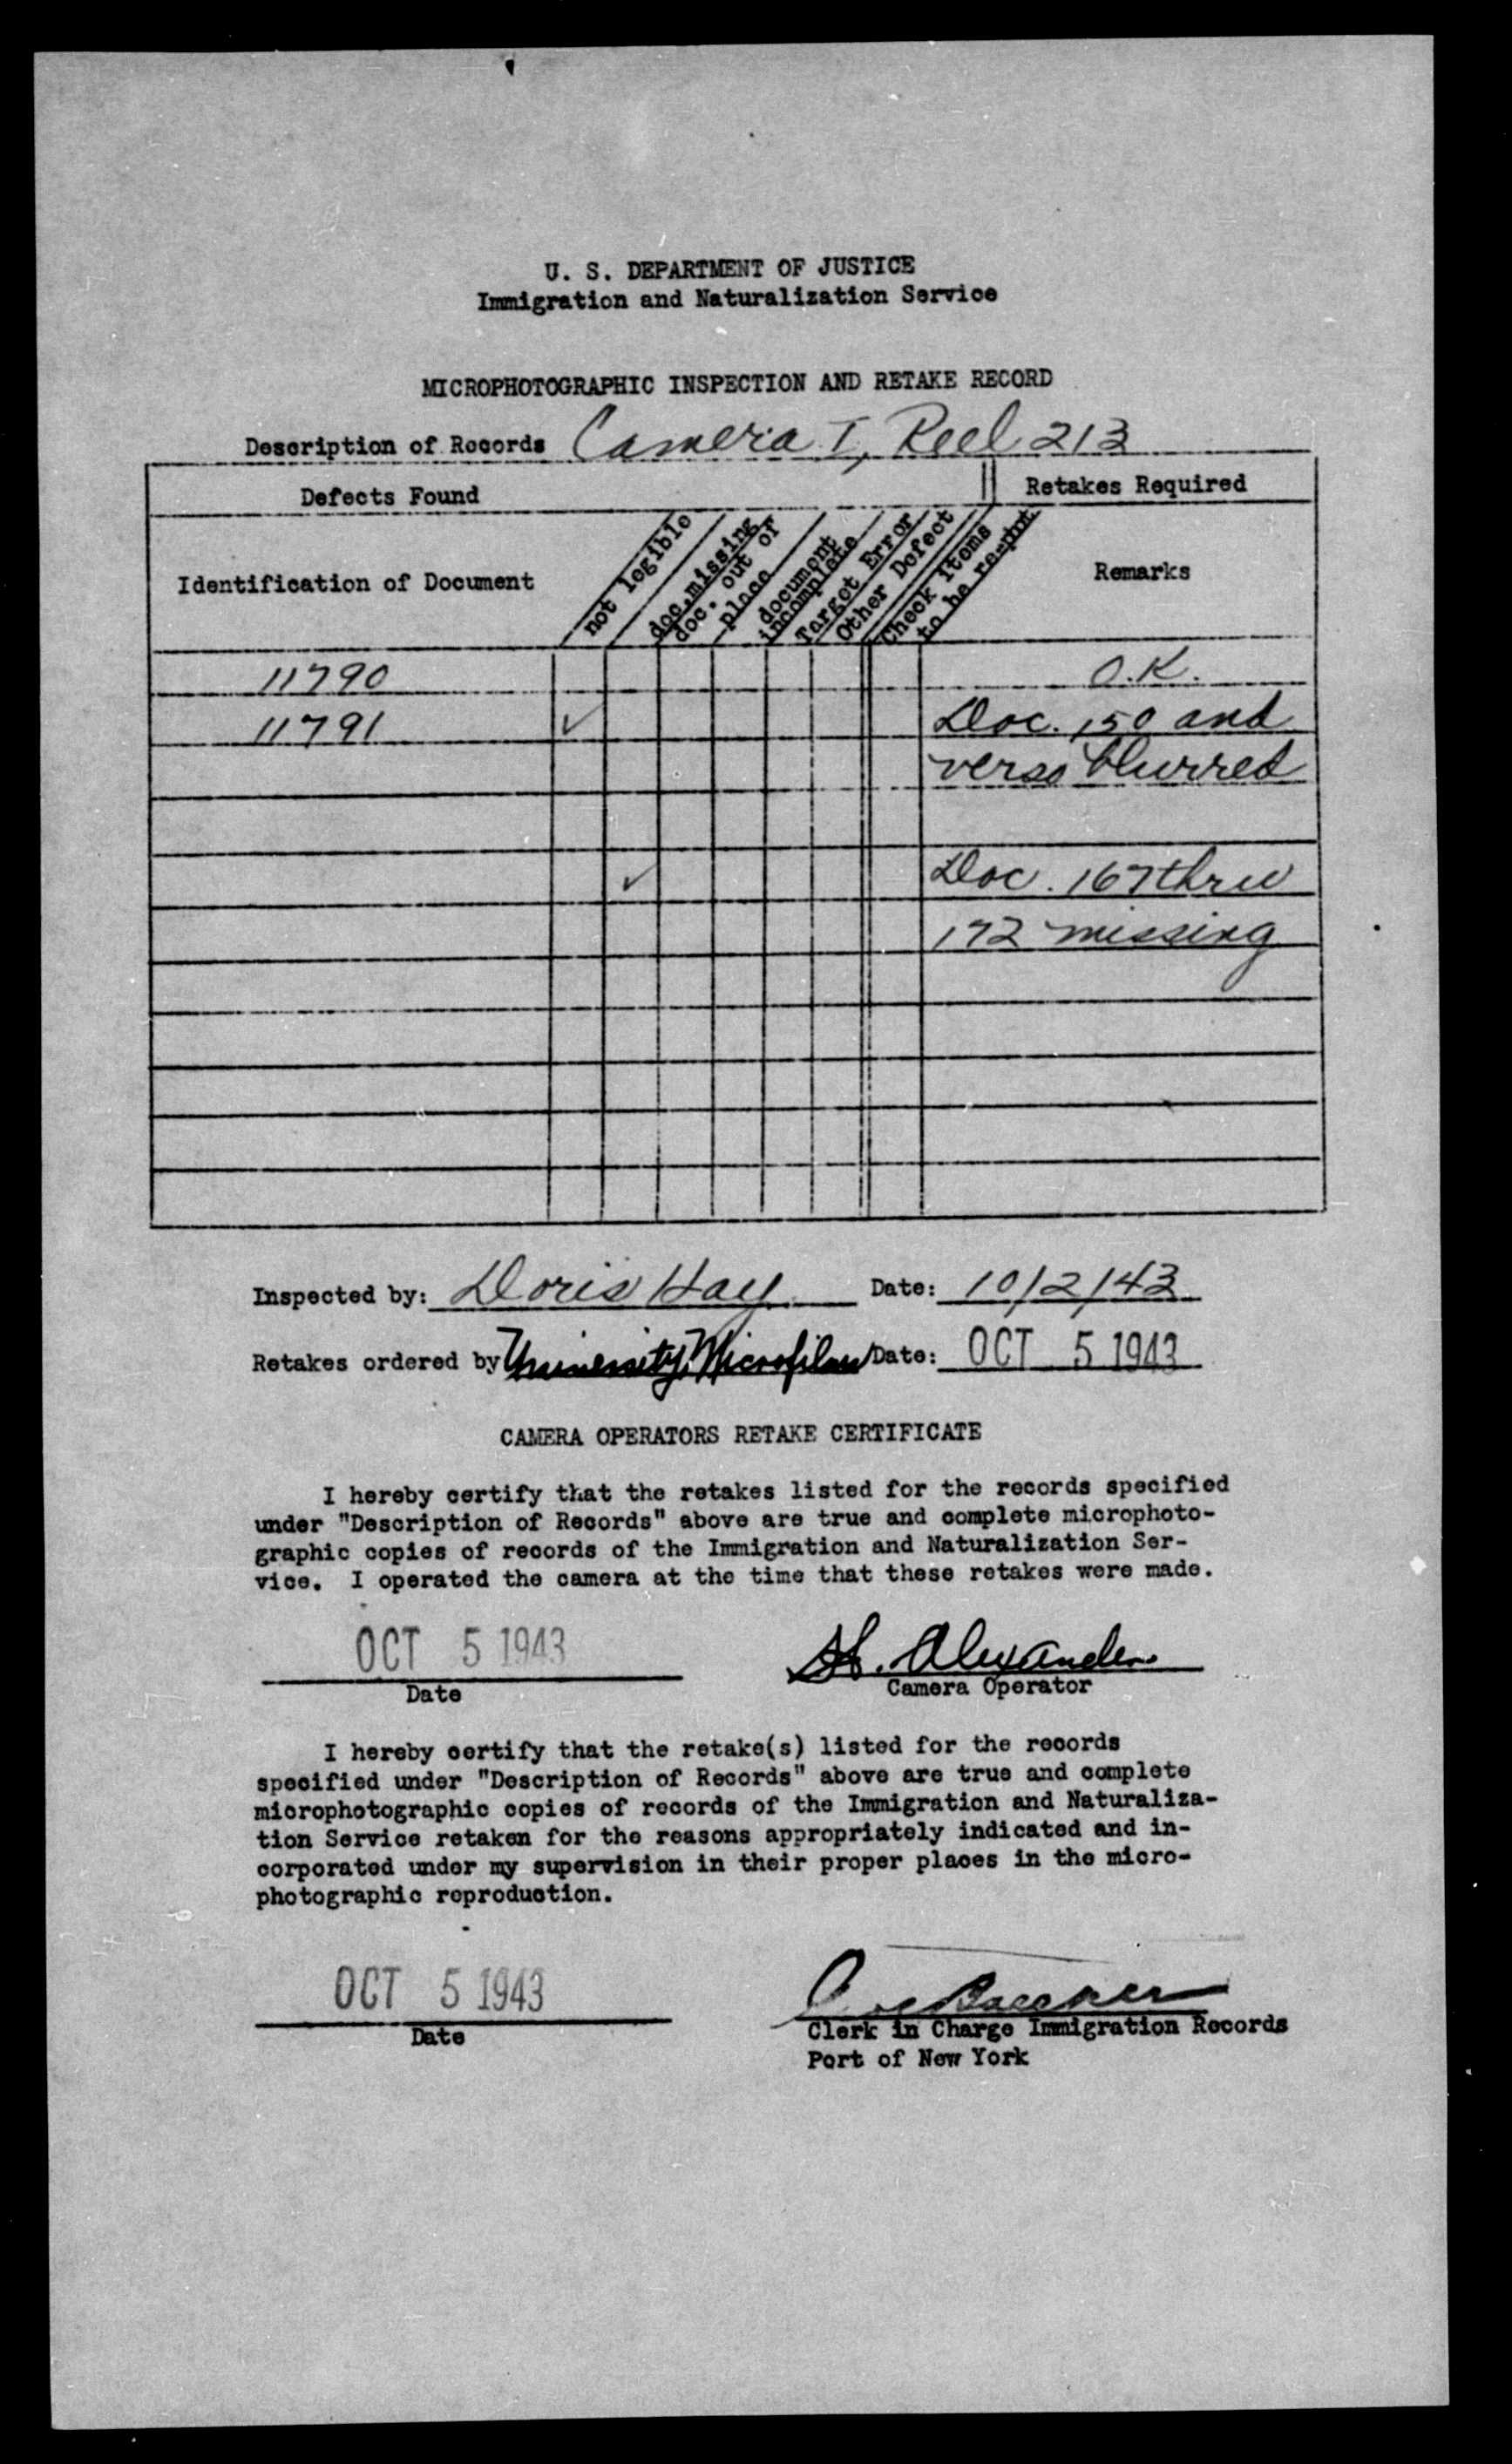 U. S. DEPARTMENT OF JUSTICE
Immigration and Naturalization Service
MICROPHOTOGRAPHIC INSPECTION AND RETAKE RECORD
Description of Records Camera I, Reel 213
Defects Found
Retakes Required
Identification of Document
not legible
doc. missing
doc. out of
place
document
incomplete
Target Error
Other Defect
Check Items
to be re-phot
Remarks
11790 O.K.
11791 ✓ Doc. 150 and
verso blurred
✓ Doc. 167 thru
172 missing
Inspected by: Doris Hay Date: 10/2/43
Retakes ordered by University Microfilms Date: OCT 5 1943
CAMERA OPERATORS RETAKE CERTIFICATE
I hereby certify that the retakes listed for the records specified
under "Description of Records" above are true and complete microphoto-
graphic copies of records of the Immigration and Naturalization Ser-
vice. I operated the camera at the time that these retakes were made.
OCT 5 1943
Date
H. Alexander
Camera Operator
I hereby certify that the retake(s) listed for the records
specified under "Description of Records" above are true and complete
microphotographic copies of records of the Immigration and Naturaliza-
tion Service retaken for the reasons appropriately indicated and in-
corporated under my supervision in their proper places in the micro-
photographic reproduction.
OCT 5 1943
Date
Clerk in Charge Immigration Records
Port of New York